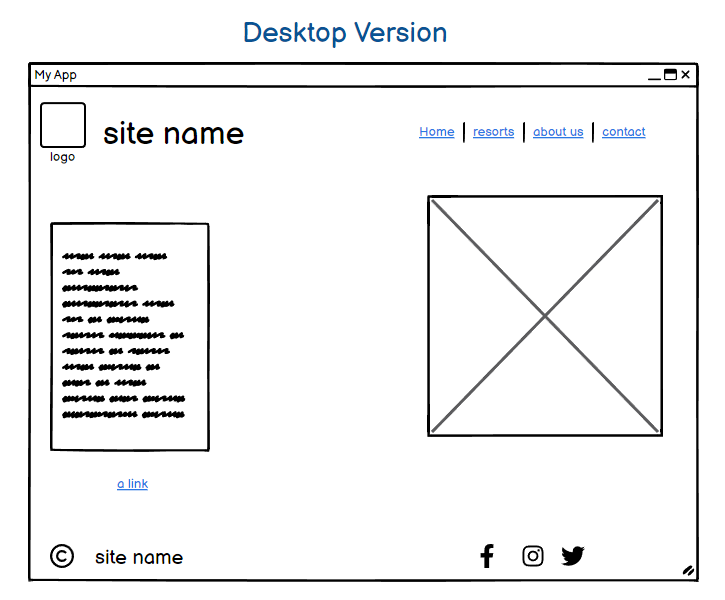 Desktop Version
My App
site name
Home | resorts | about us | contact
logo
a link
© site name